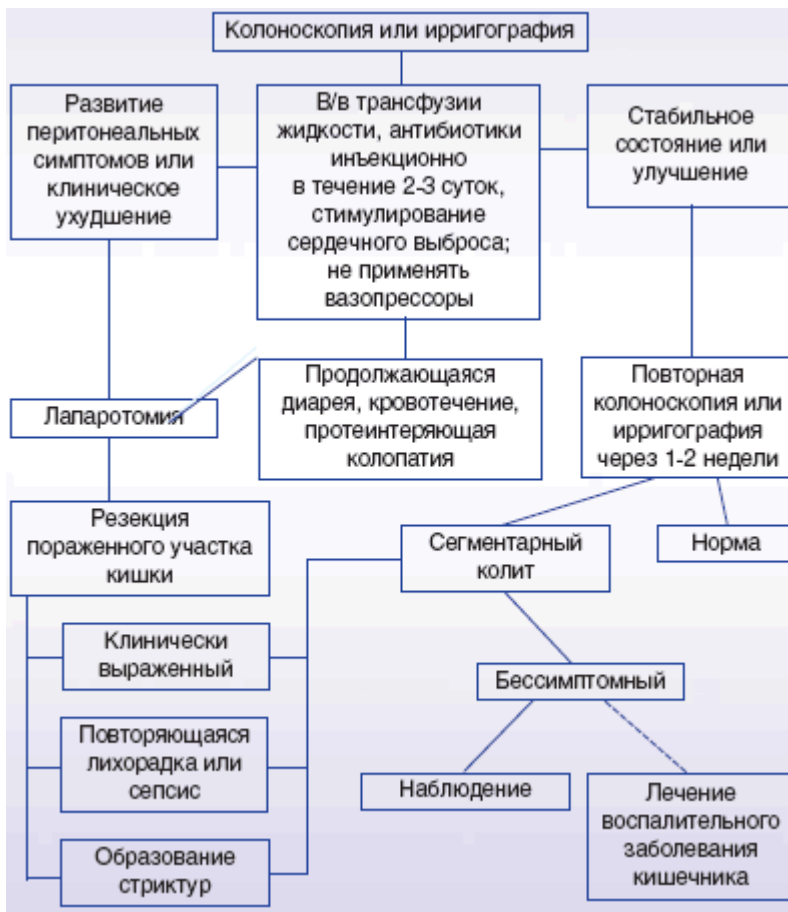 Колоноскопия или ирригография
Развитие
перитонеальных
симптомов или
клиническое
ухудшение
В/в трансфузии
жидкости, антибиотики
инъекционно
в течение 2-3 суток,
стимулирование
сердечного выброса;
не применять
вазопрессоры
Стабильное
состояние или
улучшение
Лапаротомия
Продолжающаяся
диарея, кровотечение,
протеинтеряющая
колопатия
Повторная
колоноскопия или
ирригография
через 1-2 недели
Резекция
пораженного участка
кишки
Сегментарный
колит
Норма
Клинически
выраженный
Бессимптомный
Повторяющаяся
лихорадка или
сепсис
Наблюдение
Лечение
воспалительного
заболевания
кишечника
Образование
стриктур